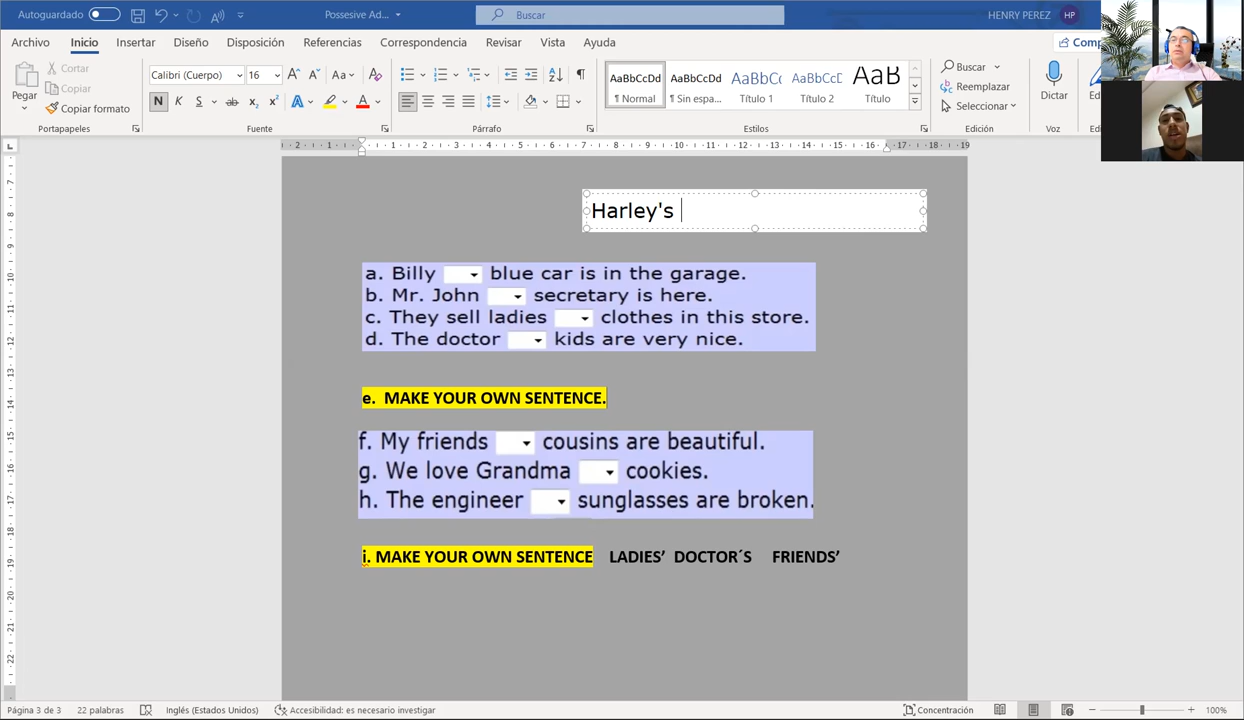 Autoguardado
Possesive Ad...
Buscar
HENRY PEREZ HP
Archivo Inicio Insertar Diseño Disposición Referencias Correspondencia Revisar Vista Ayuda
Pegar
Cortar
Copiar
Copiar formato
Portapapeles
Calibri (Cuerpo) 16
Fuente
Párrafo
AaBbCcDd AaBbCcDd AaBbCc AaBbCcE AaB
¶ Normal ¶ Sin espa... Título 1 Título 2 Título
Estilos
Buscar
Reemplazar
Seleccionar
Edición
Dictar
Voz
Harley's
a. Billy blue car is in the garage.
b. Mr. John secretary is here.
c. They sell ladies clothes in this store.
d. The doctor kids are very nice.
e. MAKE YOUR OWN SENTENCE.
f. My friends cousins are beautiful.
g. We love Grandma cookies.
h. The engineer sunglasses are broken.
i. MAKE YOUR OWN SENTENCE LADIES’ DOCTOR´S FRIENDS’
Página 3 de 3 22 palabras Inglés (Estados Unidos) Accesibilidad: es necesario investigar Concentración 100%